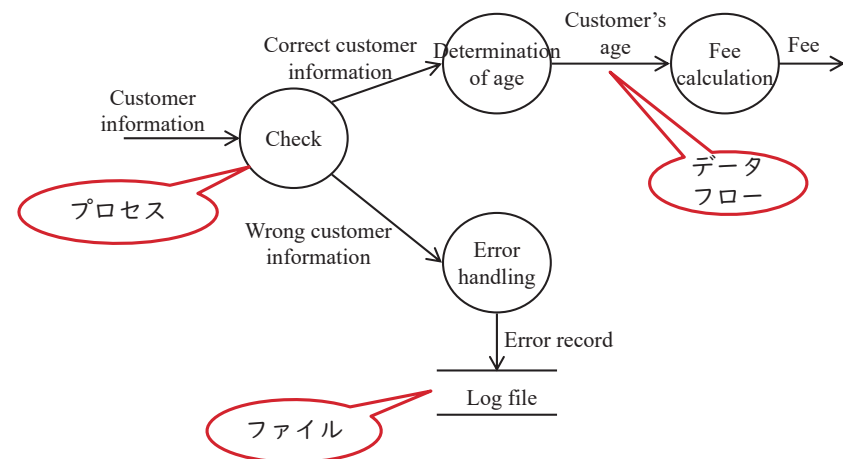 Customer's
age
Correct customer
information
Determination
of age
Fee
calculation
Fee
Customer
information
Check
データ
フロー
プロセス
Wrong customer
information
Error
handling
Error record
Log file
ファイル